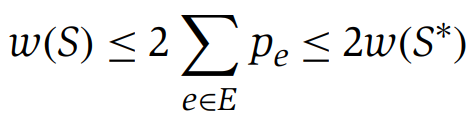 w(S) ≤ 2 ∑_{e∈E} p_e ≤ 2w(S*)